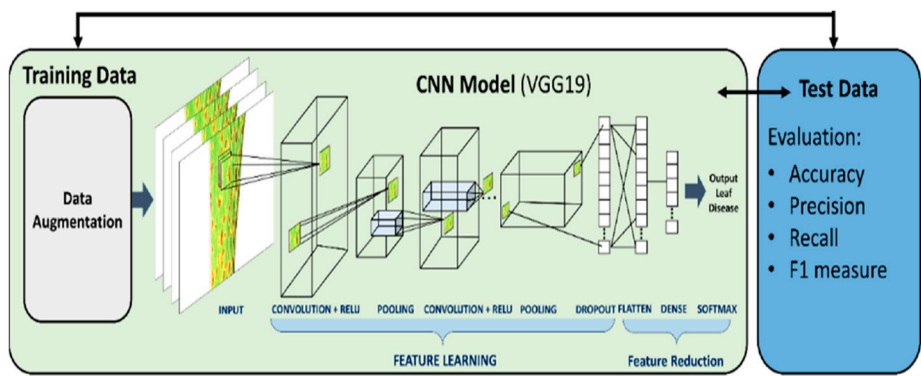 Training Data
CNN Model (VGG19)
Data
Augmentation
Output
Leaf
Disease
INPUT
CONVOLUTION + RELU
POOLING
CONVOLUTION + RELU
POOLING
DROPOUT
FLATTEN
DENSE
SOFTMAX
FEATURE LEARNING
Feature Reduction
Test Data
Evaluation:
• Accuracy
• Precision
• Recall
• F1 measure